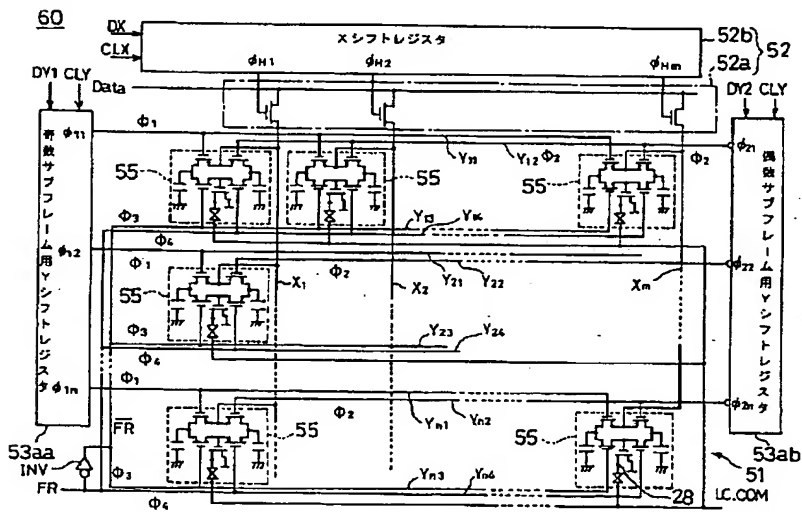 60
DX
CLX
Xシフトレジスタ
52b
52
52a
φH1
φH2
φHm
Data
DY1 CLY
DY2 CLY
φ11
Φ1
Y11
Y12
Φ2
Φ2
φ21
55
55
55
Φ3
Y13
Y14
Φ4
φ12
Φ1
Φ2
Y21
Y22
φ22
55
X1
X2
Xm
奇数サブフレーム用Yシフトレジスタ
偶数サブフレーム用Yシフトレジスタ
Φ3
Y23
Y24
Φ4
φ1n
Φ1
Φ2
Yn1
Yn2
φ2n
55
55
53aa
FR
INV
FR
Φ3
Yn3
Yn4
Φ4
28
51
53ab
LC.COM